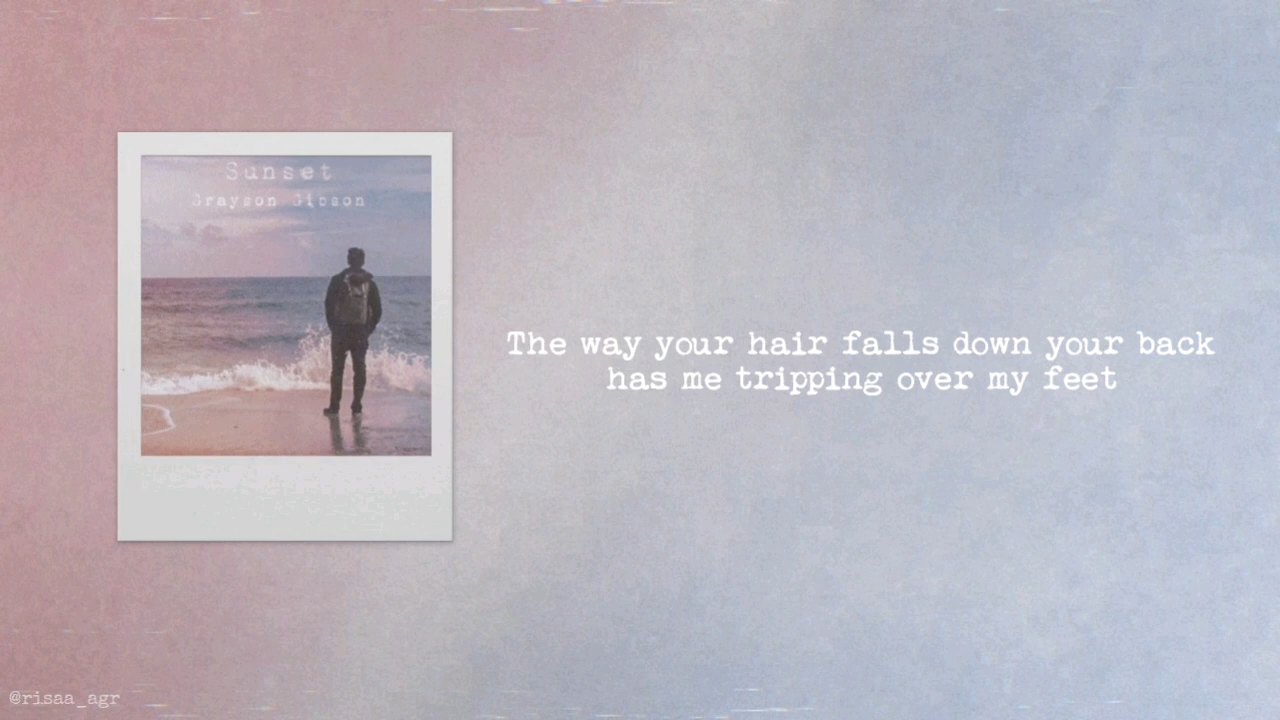 Sunset
Grayson Gibson
The way your hair falls down your back
has me tripping over my feet
@risaa_agr